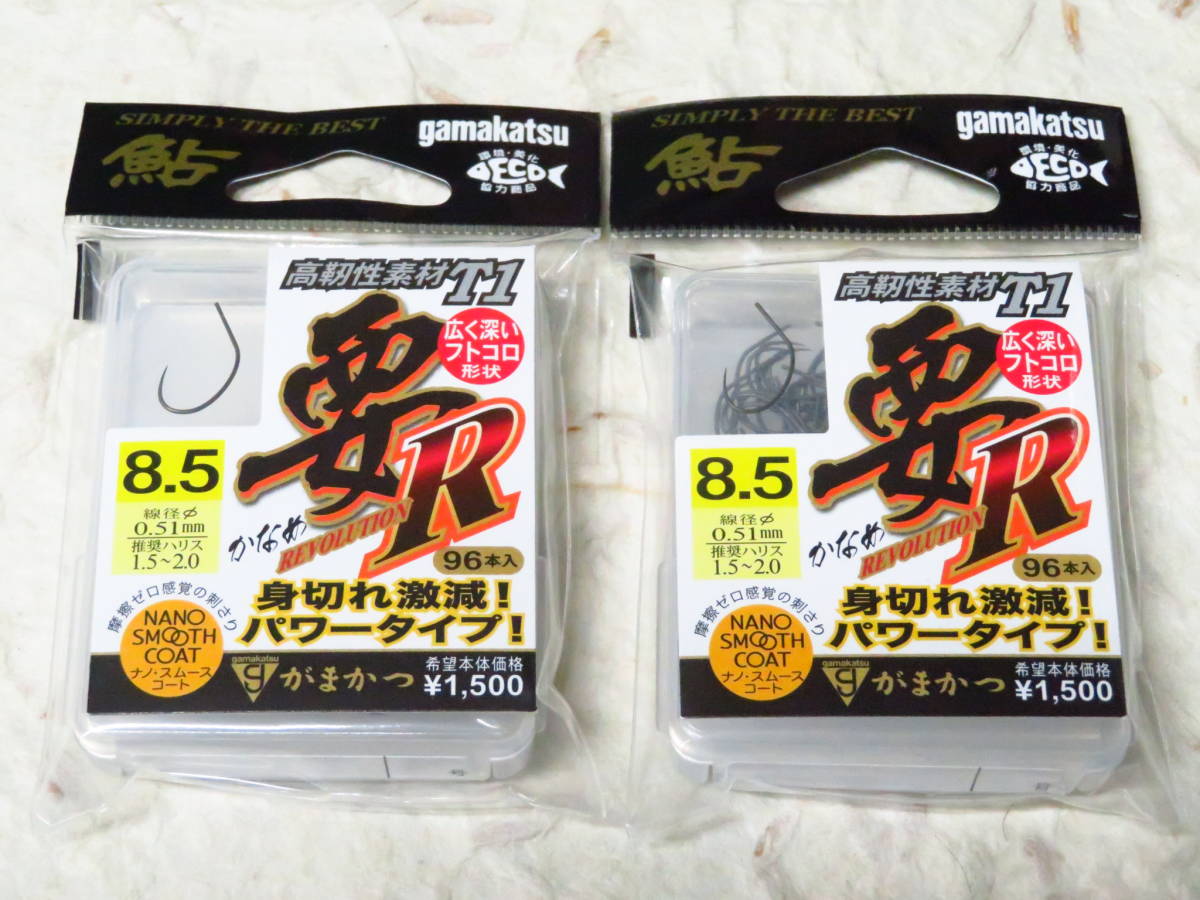 SIMPLY THE BEST
gamakatsu
鮎
環境・美化
ECO
協力商品
高靭性素材T1
広く深い
フトコロ
形状
要R
かなめ
REVOLUTION
8.5
線径φ
0.51mm
推奨ハリス
1.5~2.0
96本入
身切れ激減!
パワータイプ!
摩擦ゼロ感覚の刺さり
NANO
SMOOTH
COAT
ナノ・スムース
コート
gamakatsu
がまかつ
希望本体価格
¥1,500
号
SIMPLY THE BEST
gamakatsu
鮎
環境・美化
ECO
協力商品
高靭性素材T1
広く深い
フトコロ
形状
要R
かなめ
REVOLUTION
8.5
線径φ
0.51mm
推奨ハリス
1.5~2.0
96本入
身切れ激減!
パワータイプ!
摩擦ゼロ感覚の刺さり
NANO
SMOOTH
COAT
ナノ・スムース
コート
gamakatsu
がまかつ
希望本体価格
¥1,500